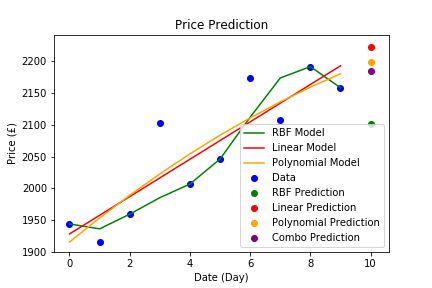 Price Prediction
Price (£)
2200
2150
2100
2050
2000
1950
1900
0
2
4
6
8
10
Date (Day)
RBF Model
Linear Model
Polynomial Model
Data
RBF Prediction
Linear Prediction
Polynomial Prediction
Combo Prediction